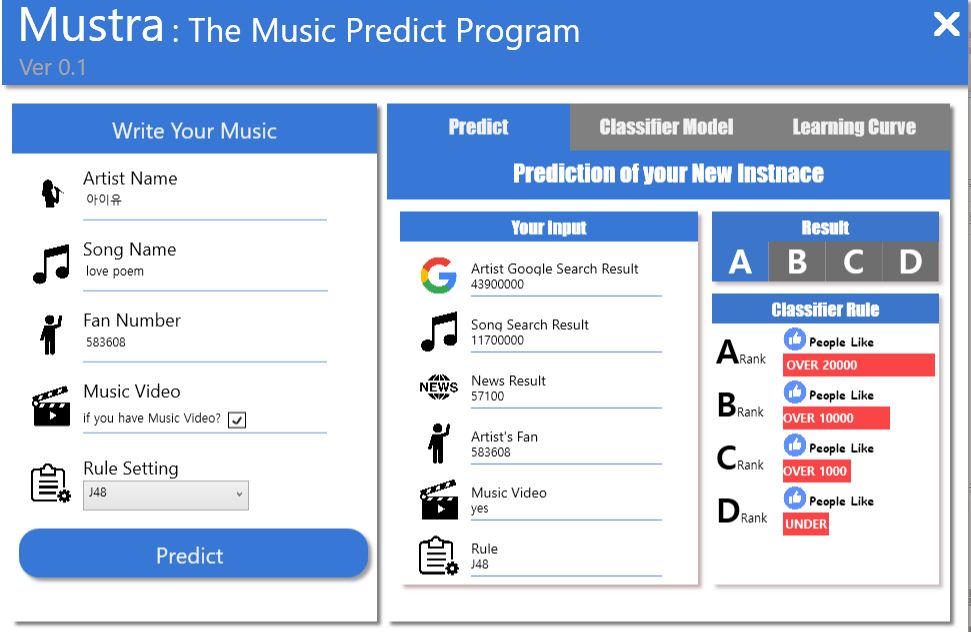 Mustra : The Music Predict Program
Ver 0.1
Write Your Music
Artist Name
아이유
Song Name
love poem
Fan Number
583608
Music Video
if you have Music Video?
Rule Setting
J48
Predict
Predict Classifier Model Learning Curve
Prediction of your New Instnace
Your Input
Artist Google Search Result
43900000
Song Search Result
11700000
NEWS
News Result
57100
Artist's Fan
583608
Music Video
yes
Rule
J48
Result
A B C D
Classifier Rule
A Rank
People Like
OVER 20000
B Rank
People Like
OVER 10000
C Rank
People Like
OVER 1000
D Rank
People Like
UNDER